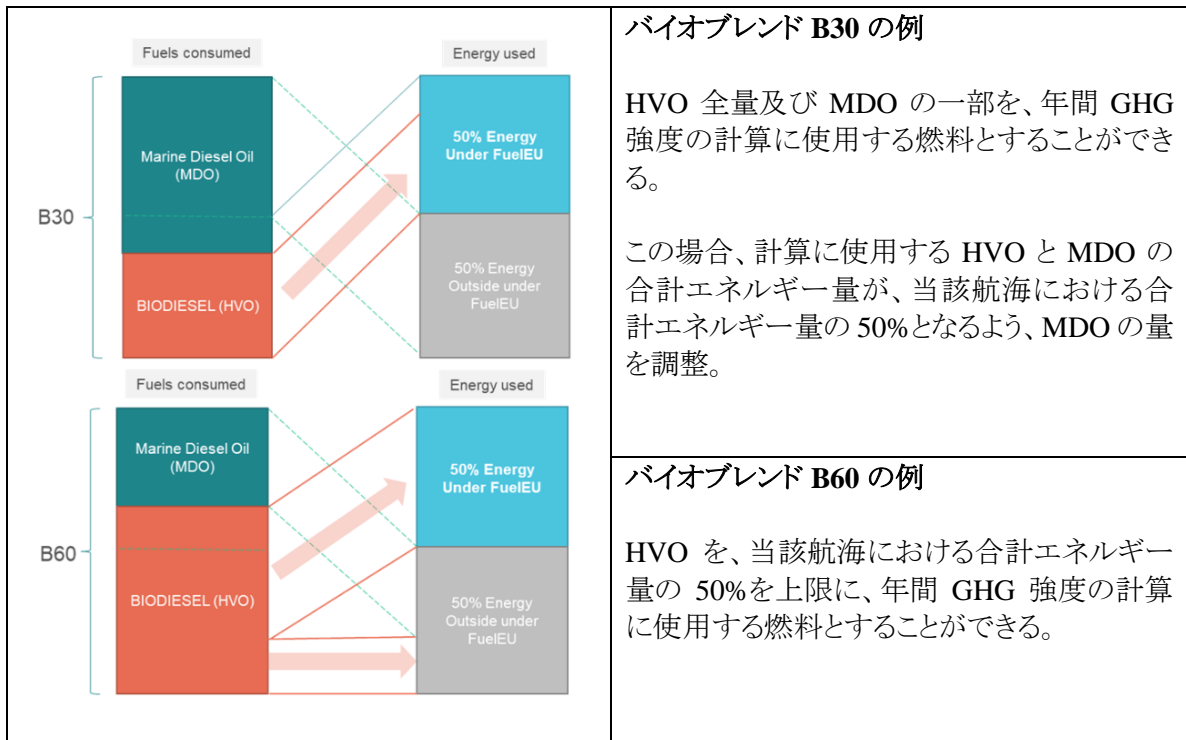 Fuels consumed
Energy used
Marine Diesel Oil
(MDO)
50% Energy
Under FuelEU
B30
BIODIESEL (HVO)
50% Energy
Outside under
FuelEU
バイオブレンド B30 の例
HVO 全量及び MDO の一部を、年間 GHG
強度の計算に使用する燃料とすることができ
る。
この場合、計算に使用する HVO と MDO の
合計エネルギー量が、当該航海における合
計エネルギー量の 50%となるよう、MDO の量
を調整。
Fuels consumed
Energy used
Marine Diesel Oil
(MDO)
50% Energy
Under FuelEU
B60
BIODIESEL (HVO)
50% Energy
Outside under
FuelEU
バイオブレンド B60 の例
HVO を、当該航海における合計エネルギー
量の 50%を上限に、年間 GHG 強度の計算
に使用する燃料とすることができる。